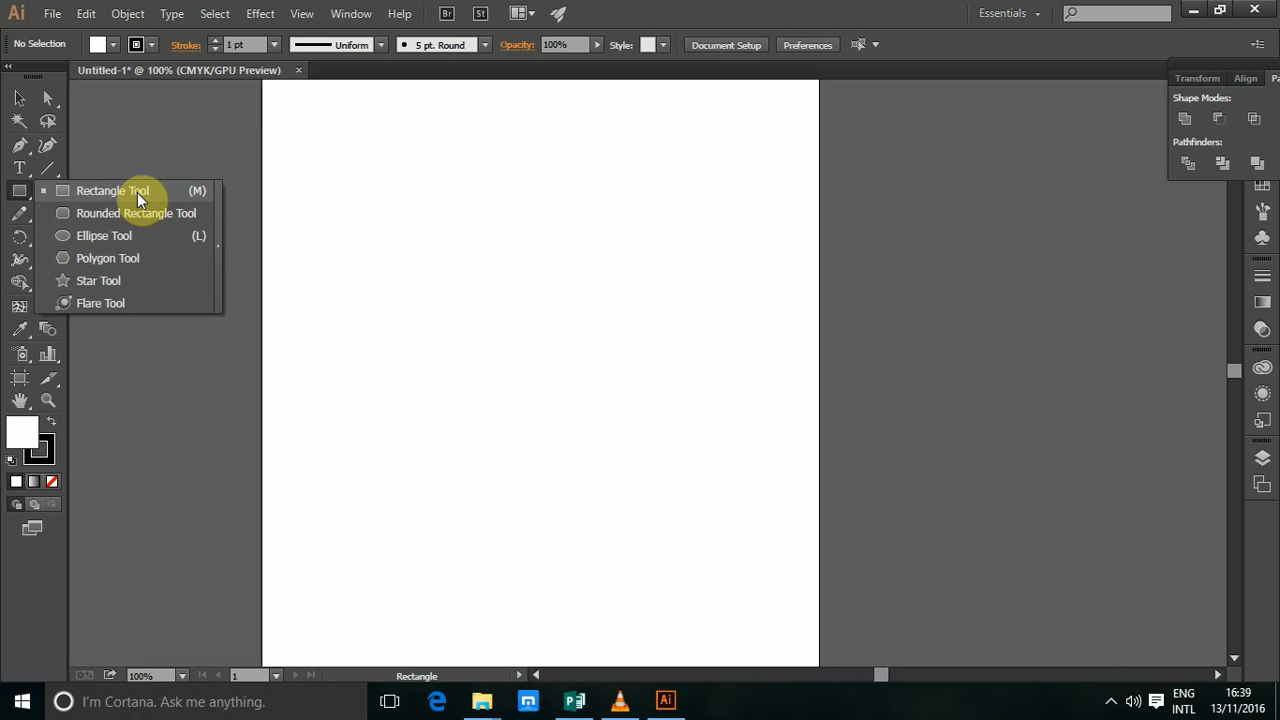 Ai File Edit Object Type Select Effect View Window Help Br St Essentials
No Selection Stroke: 1 pt Uniform 5 pt. Round Opacity: 100% Style: Document Setup Preferences
Untitled-1* @ 100% (CMYK/GPU Preview)
Transform Align Pa
Shape Modes:
Pathfinders:
Rectangle Tool (M)
Rounded Rectangle Tool
Ellipse Tool (L)
Polygon Tool
Star Tool
Flare Tool
100% 1 Rectangle
I'm Cortana. Ask me anything. Ai ENG 16:39
INTL 13/11/2016